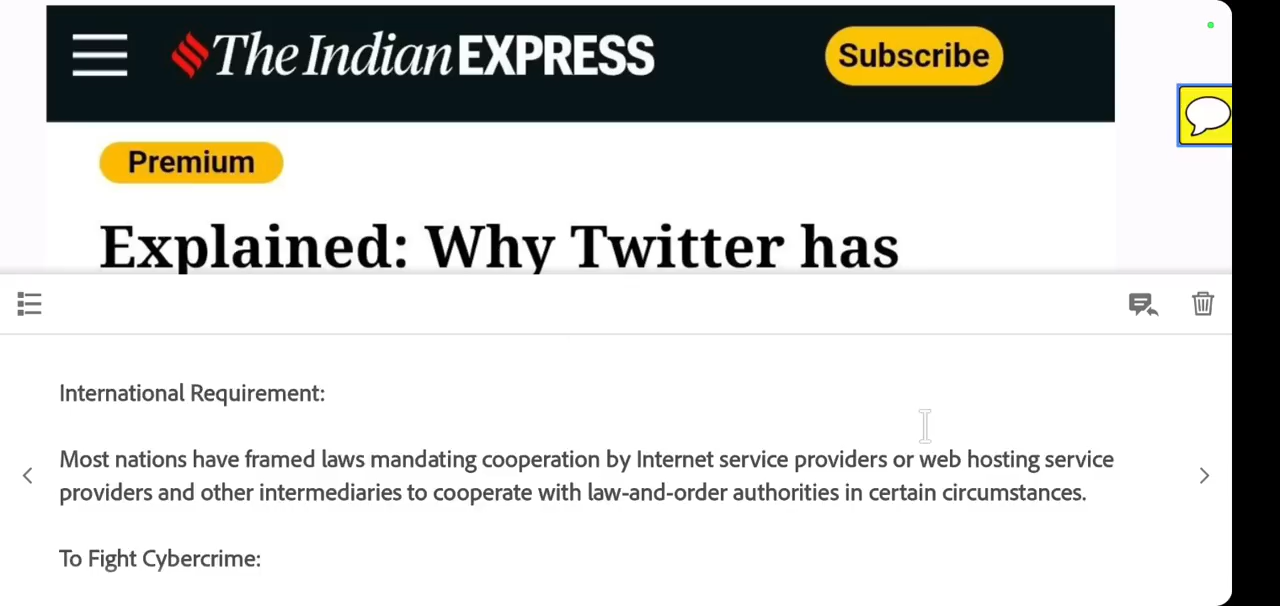 The Indian EXPRESS
Subscribe
Premium
Explained: Why Twitter has
International Requirement:
Most nations have framed laws mandating cooperation by Internet service providers or web hosting service
providers and other intermediaries to cooperate with law-and-order authorities in certain circumstances.
To Fight Cybercrime: